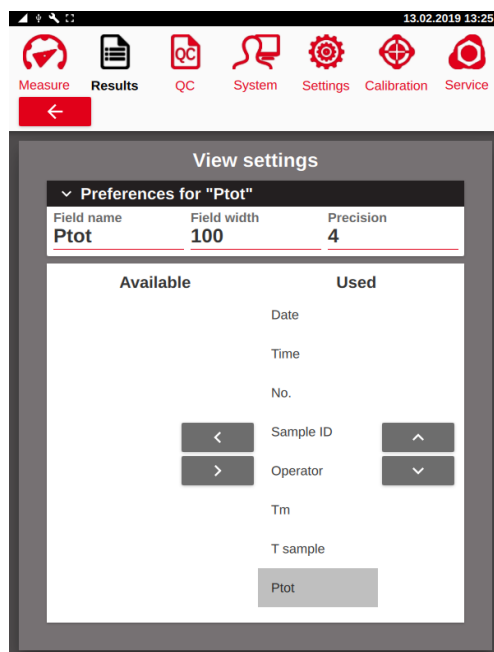 13.02.2019 13:25
QC
Measure Results QC System Settings Calibration Service
View settings
Preferences for "Ptot"
Field name Field width Precision
Ptot 100 4
Available Used
Date
Time
No.
Sample ID
Operator
Tm
T sample
Ptot